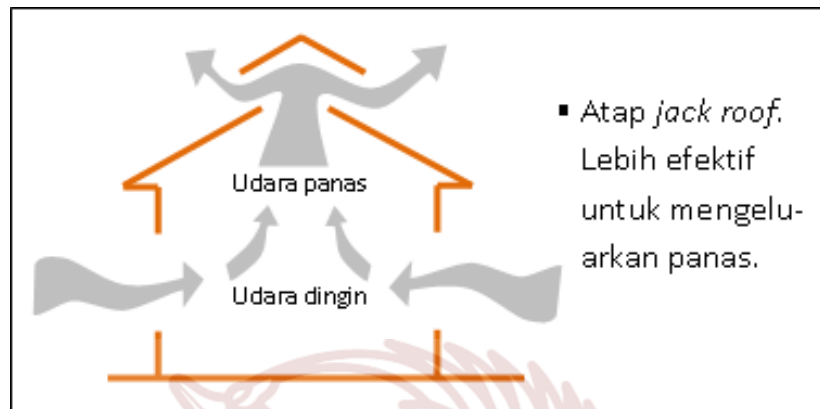 Udara panas
Udara dingin
▪ Atap jack roof.
Lebih efektif
untuk mengelu-
arkan panas.